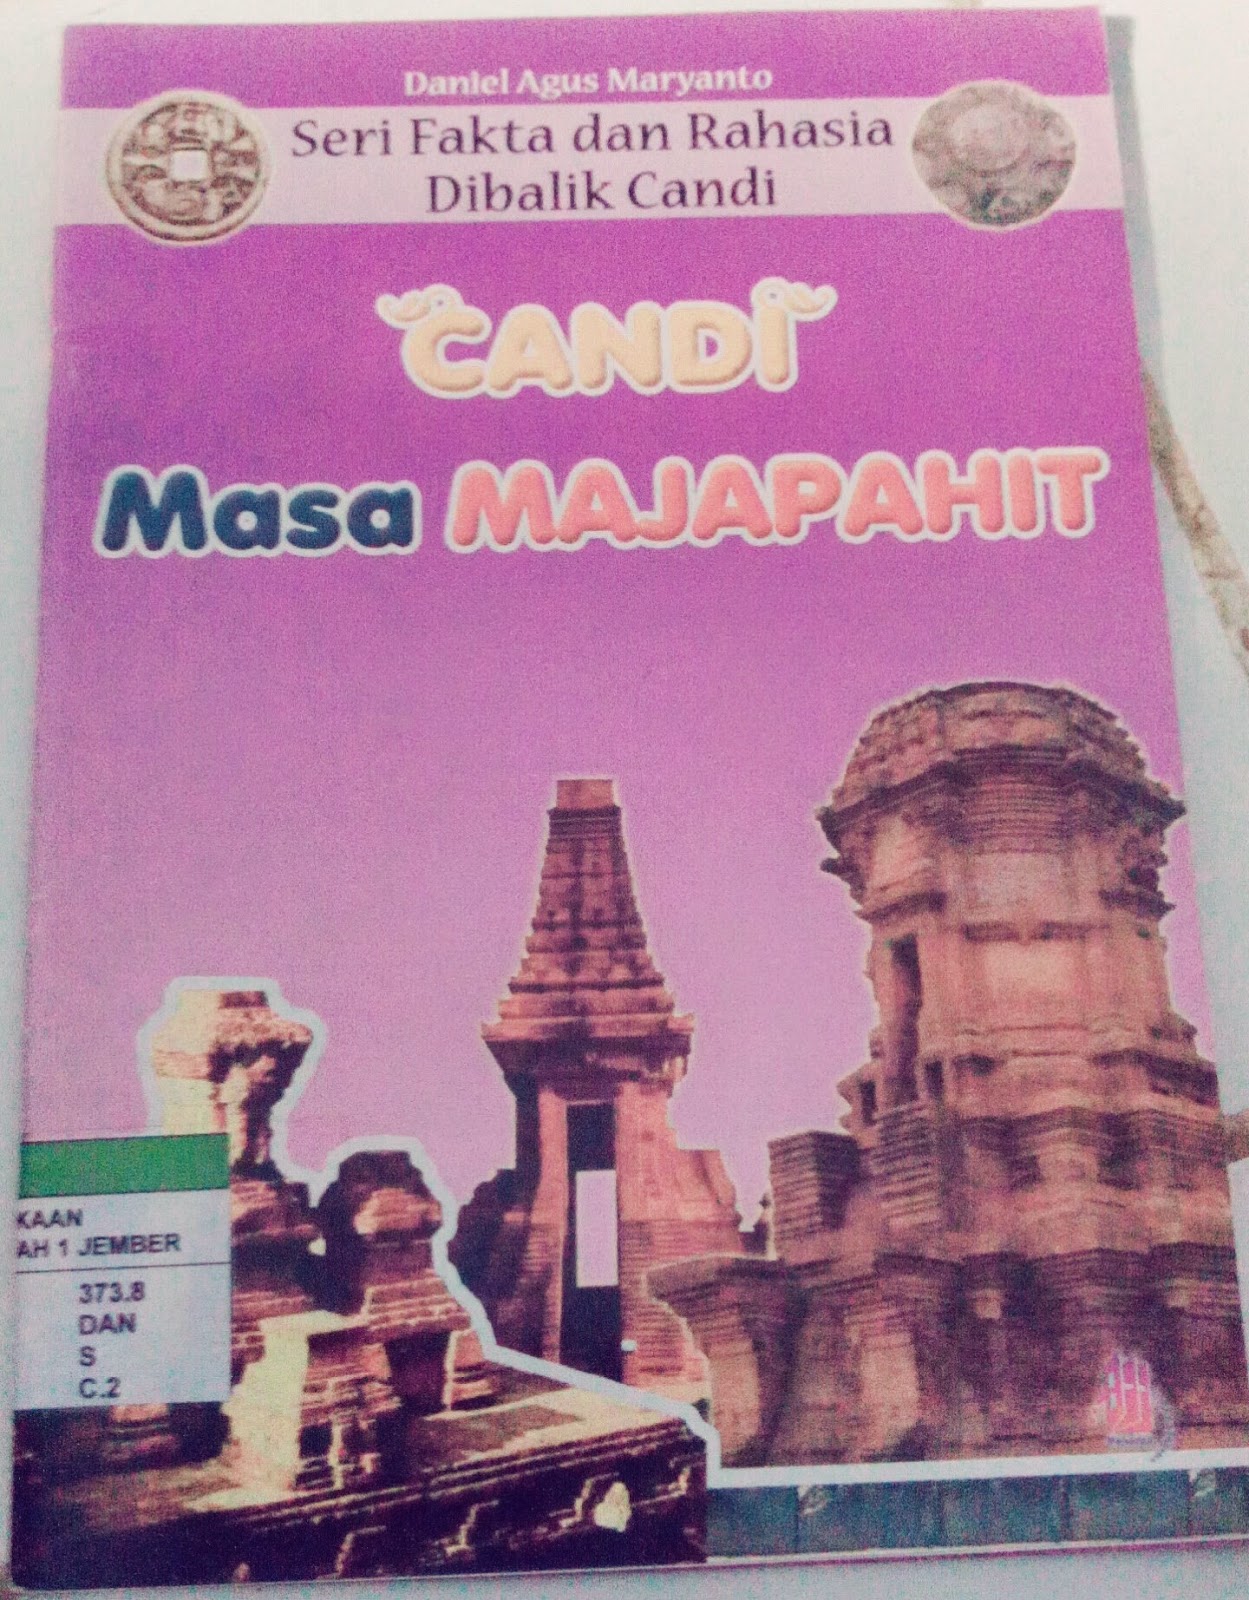 Daniel Agus Maryanto
Seri Fakta dan Rahasia
Dibalik Candi
CANDI
Masa MAJAPAHIT
KAAN
AH 1 JEMBER
373.8
DAN
S
C.2